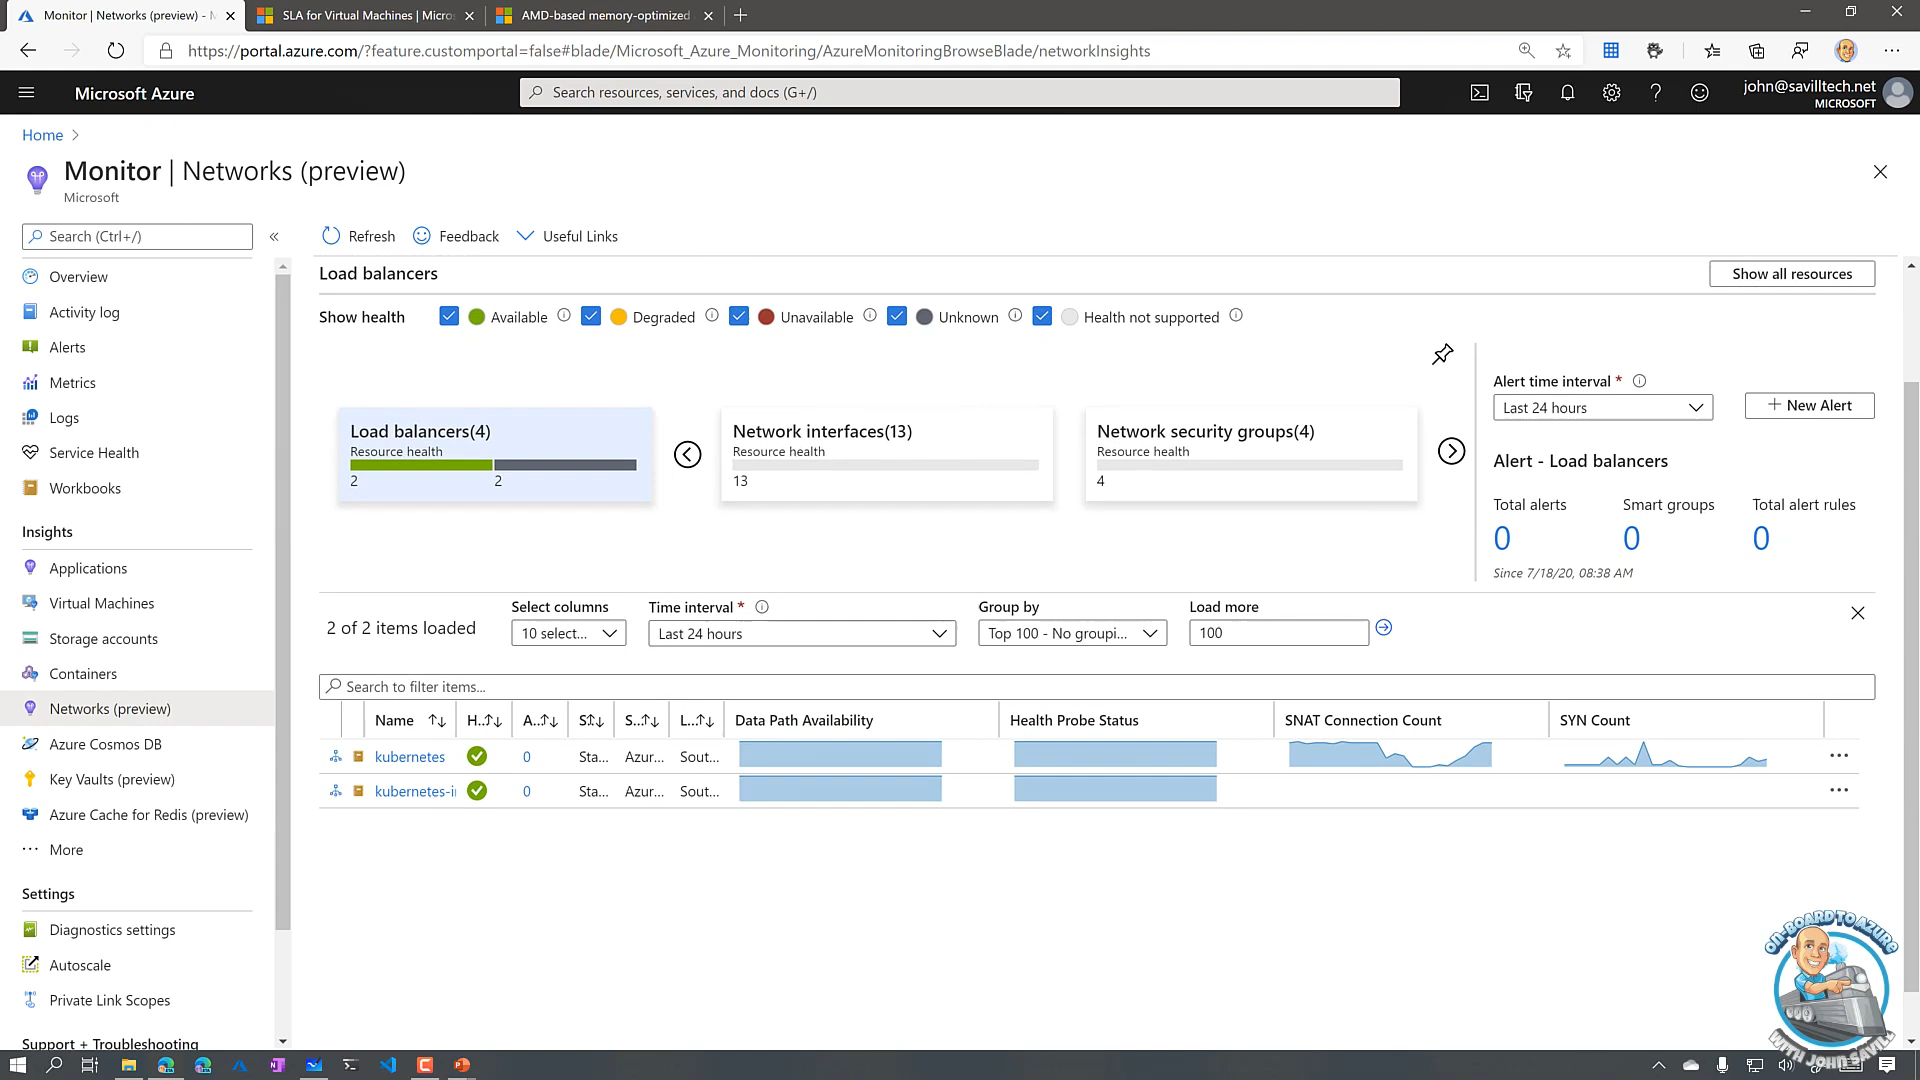 Monitor | Networks (preview) -
SLA for Virtual Machines | Micros
AMD-based memory-optimized
https://portal.azure.com/?feature.customportal=false#blade/Microsoft_Azure_Monitoring/AzureMonitoringBrowseBlade/networkInsights
Microsoft Azure
Search resources, services, and docs (G+/)
john@savilltech.net
MICROSOFT
Home
Monitor | Networks (preview)
Microsoft
Search (Ctrl+/)
Refresh
Feedback
Useful Links
Overview
Activity log
Alerts
Metrics
Logs
Service Health
Workbooks
Insights
Applications
Virtual Machines
Storage accounts
Containers
Networks (preview)
Azure Cosmos DB
Key Vaults (preview)
Azure Cache for Redis (preview)
More
Settings
Diagnostics settings
Autoscale
Private Link Scopes
Support + Troubleshooting
Load balancers
Show all resources
Show health
Available
Degraded
Unavailable
Unknown
Health not supported
Load balancers(4)
Resource health
2 2
Network interfaces(13)
Resource health
13
Network security groups(4)
Resource health
4
Alert time interval *
Last 24 hours
+ New Alert
Alert - Load balancers
Total alerts Smart groups Total alert rules
0 0 0
Since 7/18/20, 08:38 AM
2 of 2 items loaded
Select columns
10 select...
Time interval *
Last 24 hours
Group by
Top 100 - No groupi...
Load more
100
Search to filter items...
Name H.. A.. S S.. L.. Data Path Availability Health Probe Status SNAT Connection Count SYN Count
kubernetes 0 Sta... Azur... Sout...
kubernetes-i 0 Sta... Azur... Sout...
ON-BOARD TO AZURE
WITH JOHN SAVILL